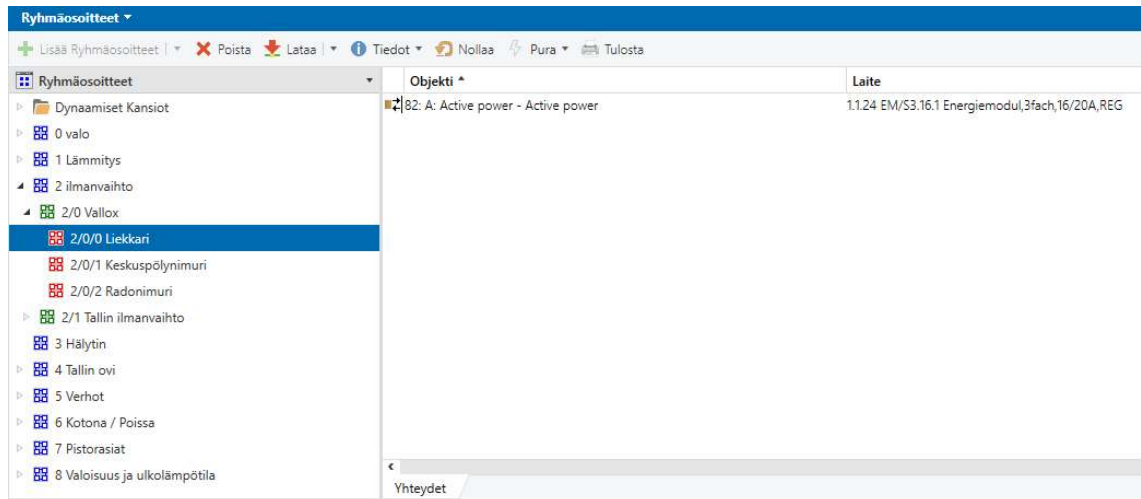 Ryhmäosoitteet
Lisää Ryhmäosoitteet Poista Lataa Tiedot Nollaa Pura Tulosta
Ryhmäosoitteet
Dynaamiset Kansiot
0 valo
1 Lämmitys
2 ilmanvaihto
2/0 Vallox
2/0/0 Liekkari
2/0/1 Keskuspölynimuri
2/0/2 Radonimuri
2/1 Tallin ilmanvaihto
3 Hälytin
4 Tallin ovi
5 Verhot
6 Kotona / Poissa
7 Pistorasiat
8 Valoisuus ja ulkolämpötila
Objekti Laite
82: A: Active power - Active power 1.1.24 EM/S3.16.1 Energiemodul,3fach,16/20A,REG
Yhteydet